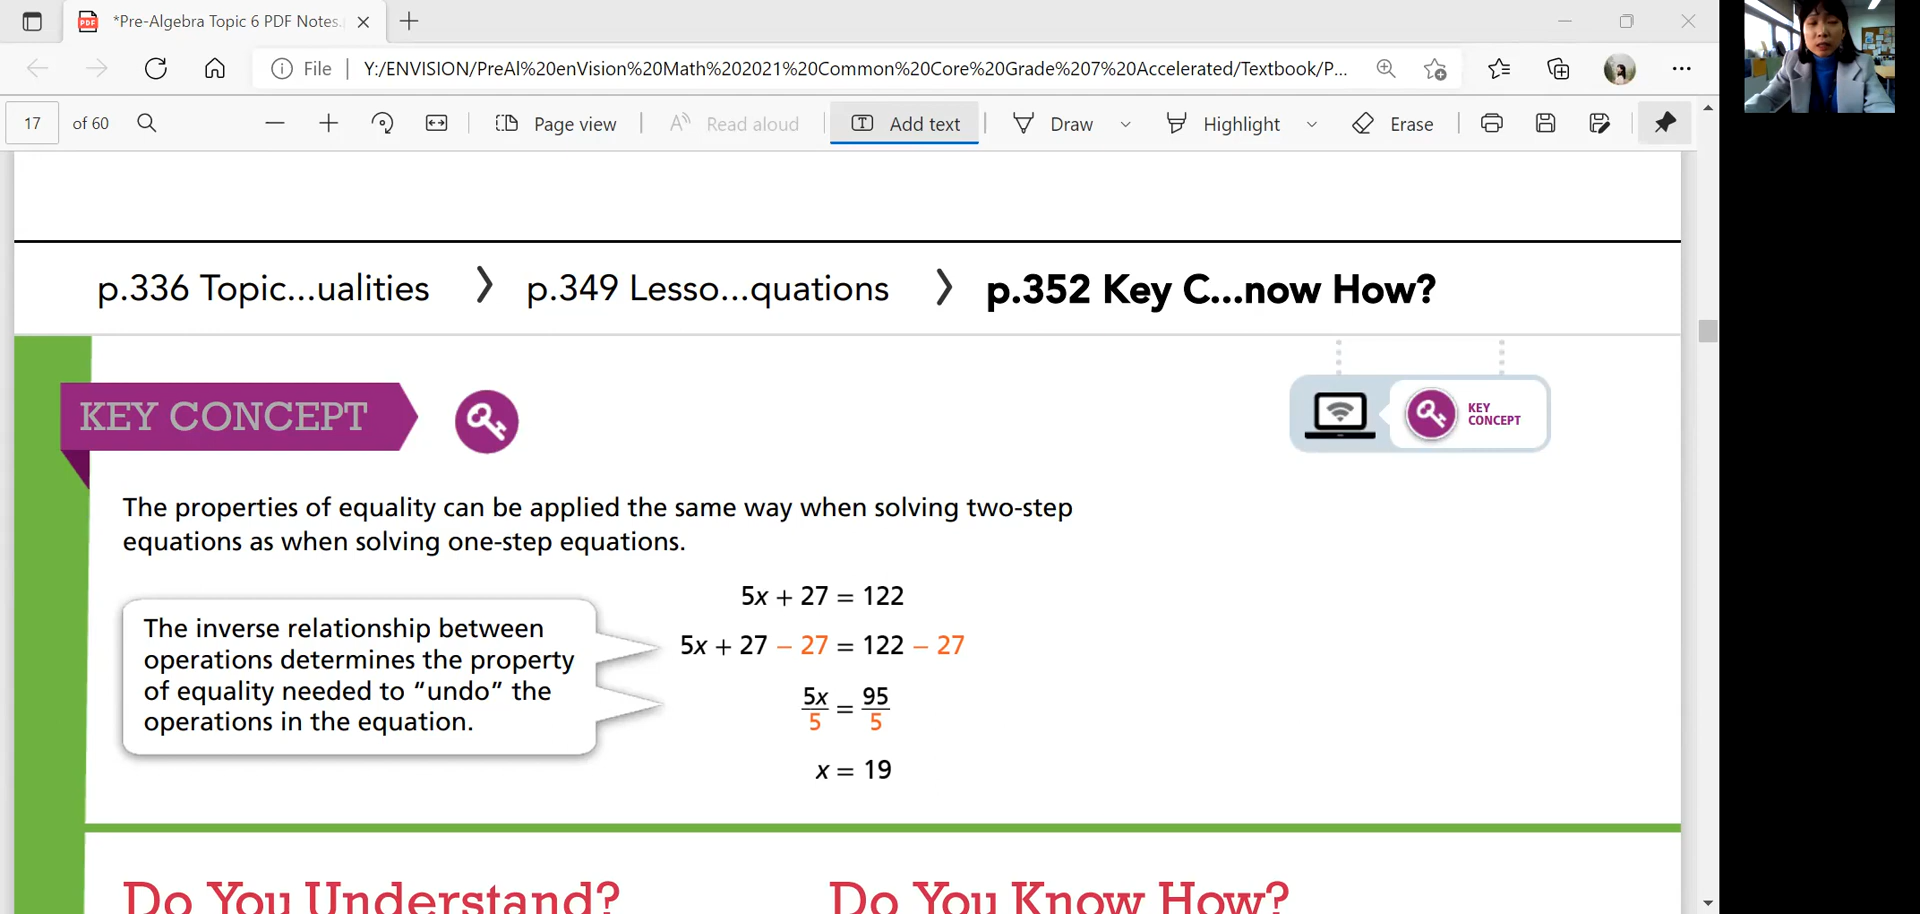 *Pre-Algebra Topic 6 PDF Notes.
File
Y:/ENVISION/PreAl%20enVision%20Math%202021%20Common%20Core%20Grade%207%20Accelerated/Textbook/P...
17 of 60
Page view
Read aloud
Add text
Draw
Highlight
Erase
p.336 Topic...ualities > p.349 Lesso...quations > p.352 Key C...now How?
KEY CONCEPT
KEY
CONCEPT
The properties of equality can be applied the same way when solving two-step
equations as when solving one-step equations.
The inverse relationship between
operations determines the property
of equality needed to “undo” the
operations in the equation.
5x + 27 = 122
5x + 27 − 27 = 122 − 27
5x/5 = 95/5
x = 19
Do You Understand?
Do You Know How?